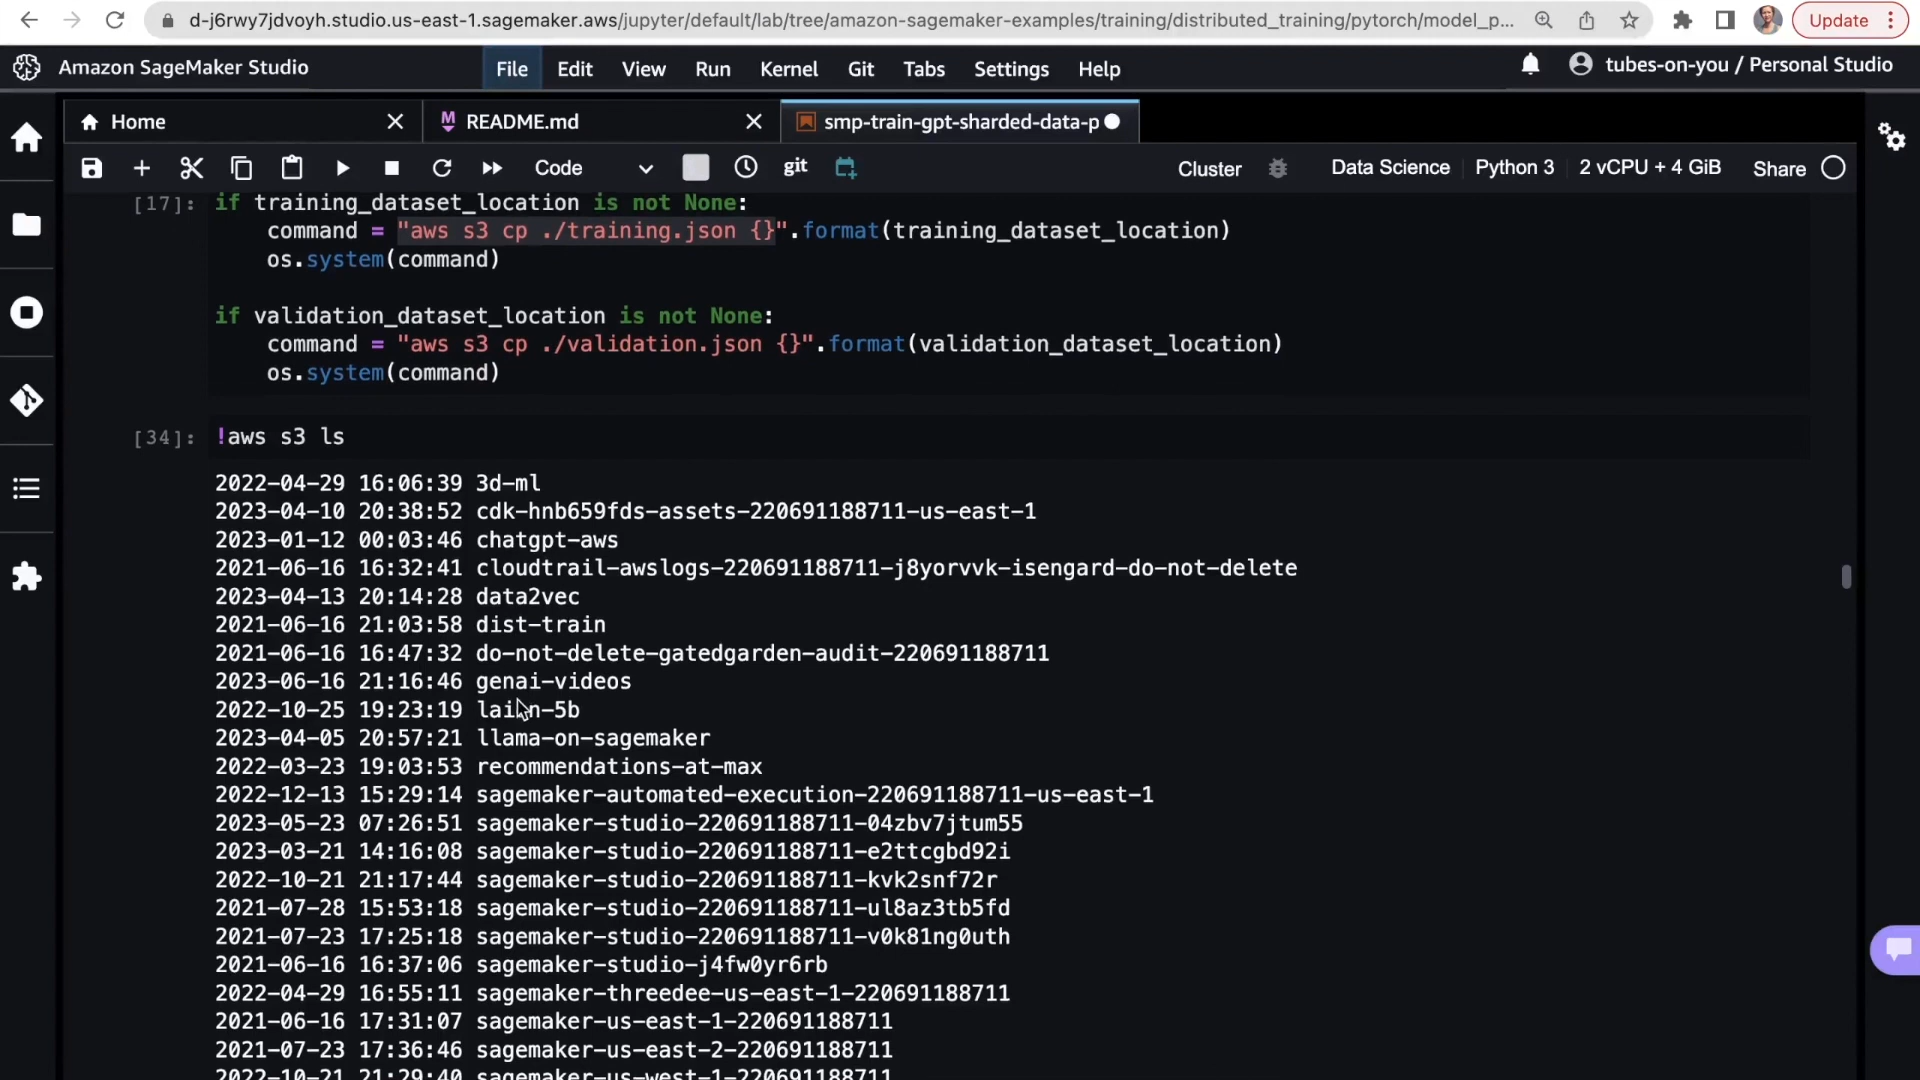 d-j6rwy7jdvoyh.studio.us-east-1.sagemaker.aws/jupyter/default/lab/tree/amazon-sagemaker-examples/training/distributed_training/pytorch/model_p...
Update
Amazon SageMaker Studio
File Edit View Run Kernel Git Tabs Settings Help
tubes-on-you / Personal Studio
Home
README.md
smp-train-gpt-sharded-data-p
Code
git
Cluster
Data Science
Python 3
2 vCPU + 4 GiB
Share
[17]: if training_dataset_location is not None:
command = "aws s3 cp ./training.json {}".format(training_dataset_location)
os.system(command)
if validation_dataset_location is not None:
command = "aws s3 cp ./validation.json {}".format(validation_dataset_location)
os.system(command)
[34]: !aws s3 ls
2022-04-29 16:06:39 3d-ml
2023-04-10 20:38:52 cdk-hnb659fds-assets-220691188711-us-east-1
2023-01-12 00:03:46 chatgpt-aws
2021-06-16 16:32:41 cloudtrail-awslogs-220691188711-j8yorvvk-isengard-do-not-delete
2023-04-13 20:14:28 data2vec
2021-06-16 21:03:58 dist-train
2021-06-16 16:47:32 do-not-delete-gatedgarden-audit-220691188711
2023-06-16 21:16:46 genai-videos
2022-10-25 19:23:19 laion-5b
2023-04-05 20:57:21 llama-on-sagemaker
2022-03-23 19:03:53 recommendations-at-max
2022-12-13 15:29:14 sagemaker-automated-execution-220691188711-us-east-1
2023-05-23 07:26:51 sagemaker-studio-220691188711-04zbv7jtum55
2023-03-21 14:16:08 sagemaker-studio-220691188711-e2ttcgbd92i
2022-10-21 21:17:44 sagemaker-studio-220691188711-kvk2snf72r
2021-07-28 15:53:18 sagemaker-studio-220691188711-ul8az3tb5fd
2021-07-23 17:25:18 sagemaker-studio-220691188711-v0k81ng0uth
2021-06-16 16:37:06 sagemaker-studio-j4fw0yr6rb
2022-04-29 16:55:11 sagemaker-threedee-us-east-1-220691188711
2021-06-16 17:31:07 sagemaker-us-east-1-220691188711
2021-07-23 17:36:46 sagemaker-us-east-2-220691188711
2022-10-21 21:29:40 sagemaker-us-west-1-220691188711